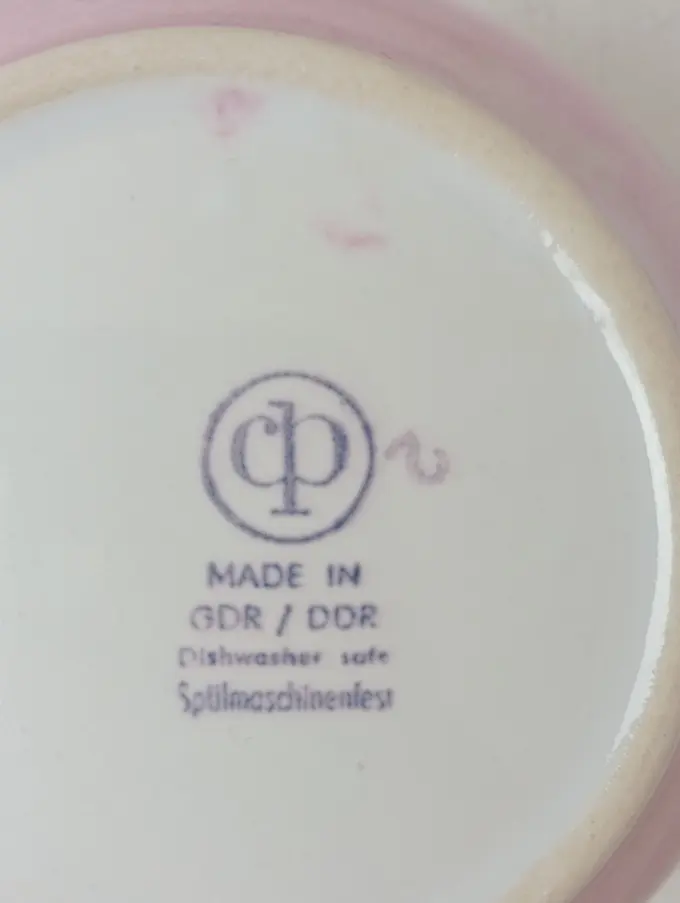 cp
MADE IN
GDR / DDR
Dishwasher safe
Spülmaschinenfest